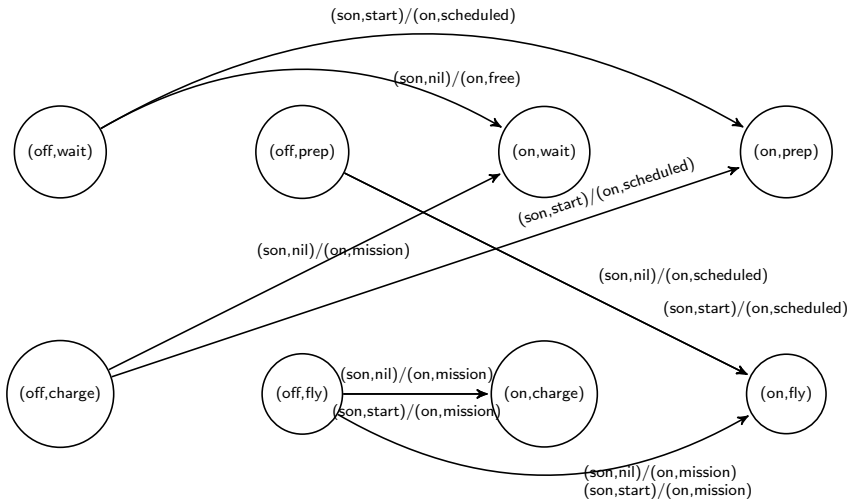 (son,start)/(on,scheduled)
(son,nil)/(on,free)
(off,wait)
(off,prep)
(on,wait)
(on,prep)
(son,start)/(on,scheduled)
(son,nil)/(on,mission)
(son,nil)/(on,scheduled)
(son,start)/(on,scheduled)
(son,nil)/(on,mission)
(off,charge)
(off,fly)
(on,charge)
(on,fly)
(son,start)/(on,mission)
(son,nil)/(on,mission)
(son,start)/(on,mission)